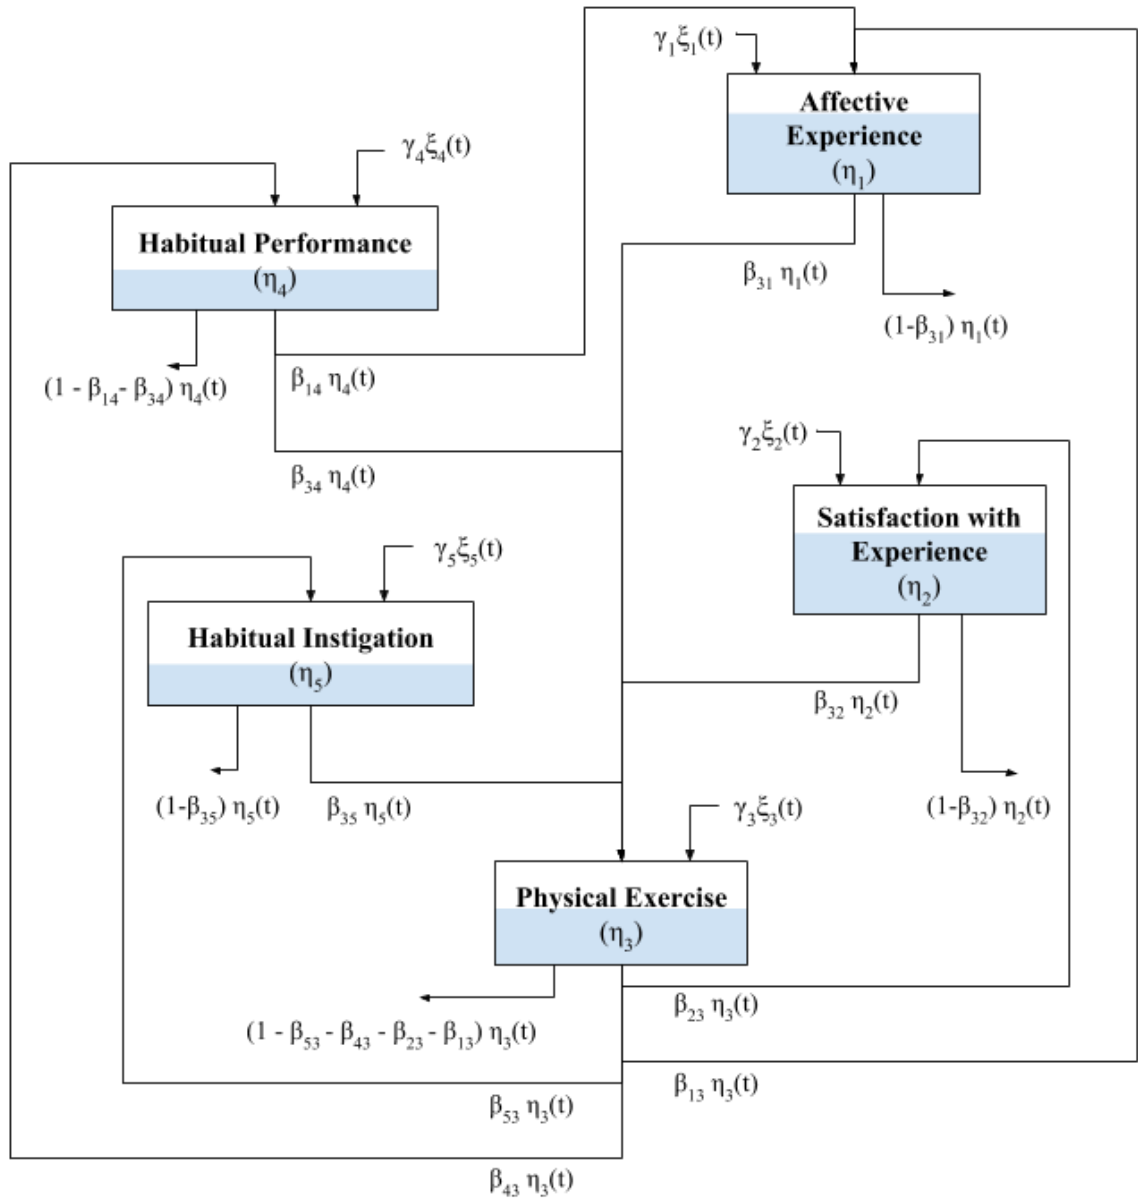 γ₁ξ₁(t)
Affective
Experience
(η₁)
γ₄ξ₄(t)
Habitual Performance
(η₄)
β₃₁ η₁(t)
(1-β₃₁) η₁(t)
(1 - β₁₄- β₃₄) η₄(t)
β₁₄ η₄(t)
γ₂ξ₂(t)
β₃₄ η₄(t)
Satisfaction with
Experience
(η₂)
γ₅ξ₅(t)
Habitual Instigation
(η₅)
β₃₂ η₂(t)
(1-β₃₅) η₅(t)
β₃₅ η₅(t)
γ₃ξ₃(t)
(1-β₃₂) η₂(t)
Physical Exercise
(η₃)
β₂₃ η₃(t)
(1 - β₅₃ - β₄₃ - β₂₃ - β₁₃) η₃(t)
β₁₃ η₃(t)
β₅₃ η₃(t)
β₄₃ η₃(t)